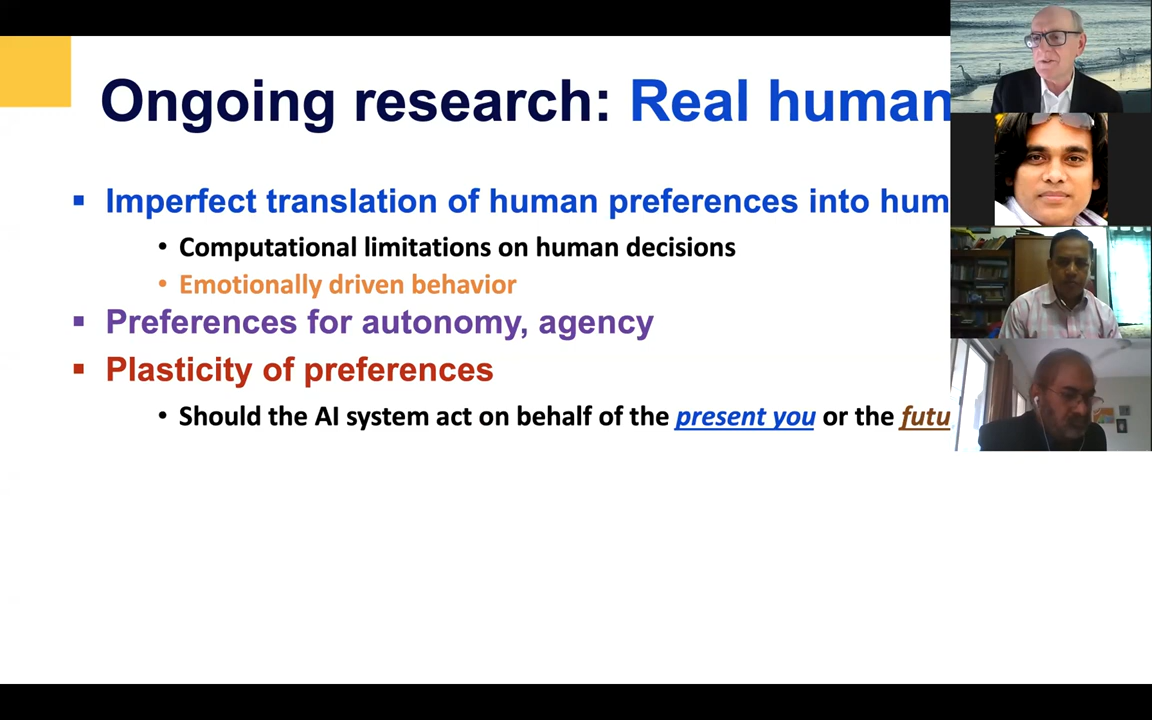 Ongoing research: Real human
Imperfect translation of human preferences into hum
Computational limitations on human decisions
Emotionally driven behavior
Preferences for autonomy, agency
Plasticity of preferences
Should the AI system act on behalf of the present you or the futu